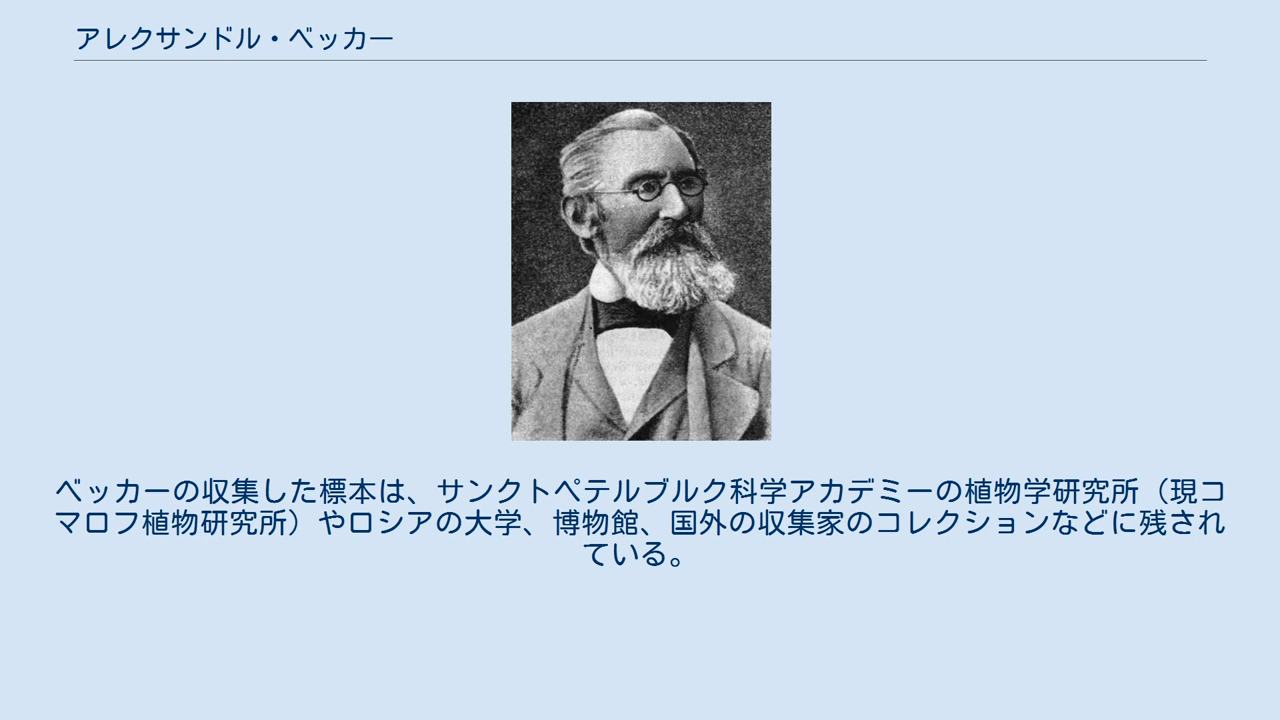 アレクサンドル・ベッカー
ベッカーの収集した標本は、サンクトペテルブルク科学アカデミーの植物学研究所（現コ
マロフ植物研究所）やロシアの大学、博物館、国外の収集家のコレクションなどに残され
ている。